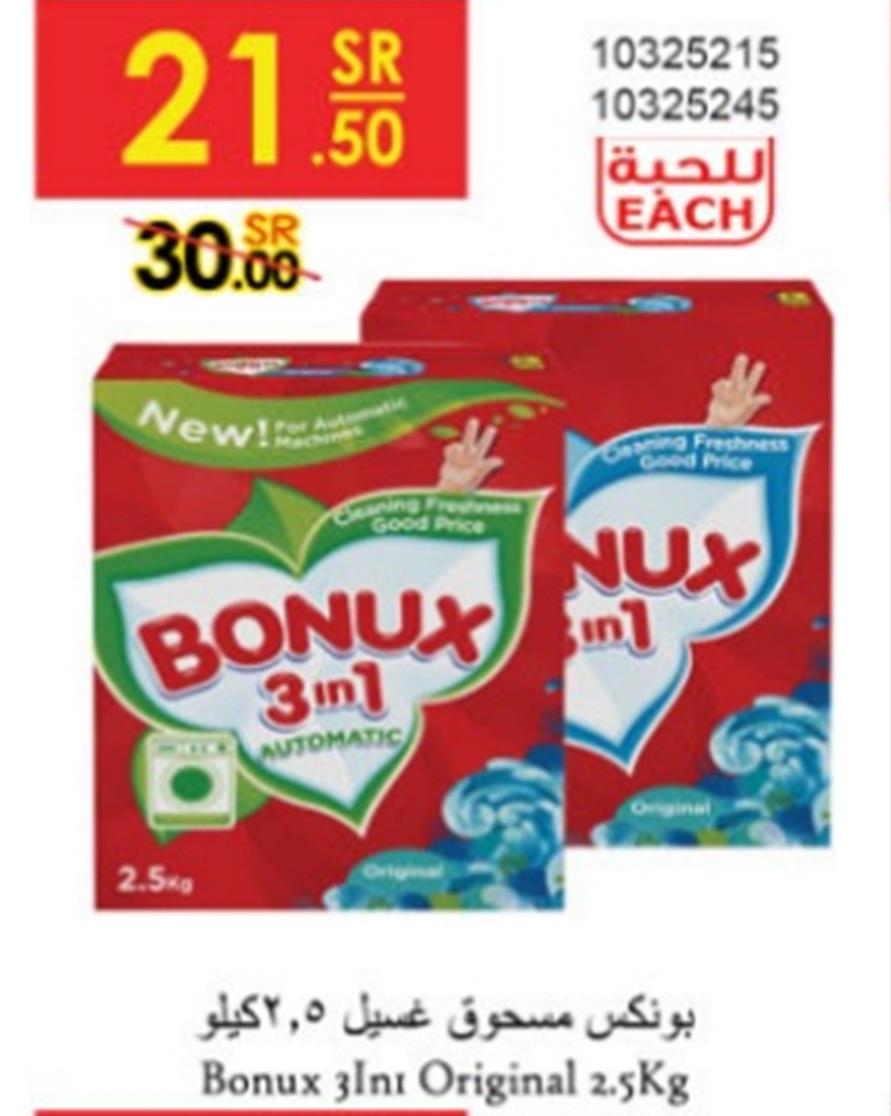 21.50 SR
30.00 SR
10325215
10325245
للحبة
EACH
New! For Automatic
Machines
Cleaning Freshness
Good Price
BONUX
3in1
AUTOMATIC
2.5Kg
Original
Cleaning Freshness
Good Price
NUX
in1
Original
بونكس مسحوق غسيل ٢,٥كيلو
Bonux 3In1 Original 2.5Kg